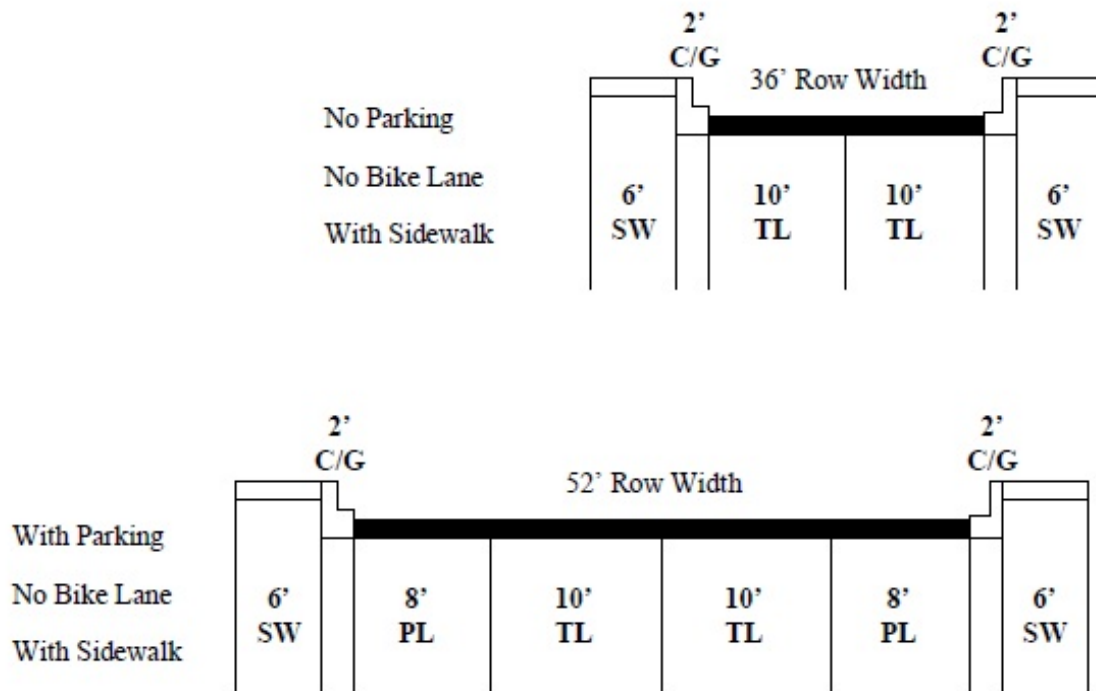 2’ 2’
C/G C/G
36’ Row Width
No Parking
No Bike Lane
With Sidewalk
6’ 10’ 10’ 6’
SW TL TL SW
2’ 2’
C/G C/G
52’ Row Width
With Parking
No Bike Lane
With Sidewalk
6’ 8’ 10’ 10’ 8’ 6’
SW PL TL TL PL SW